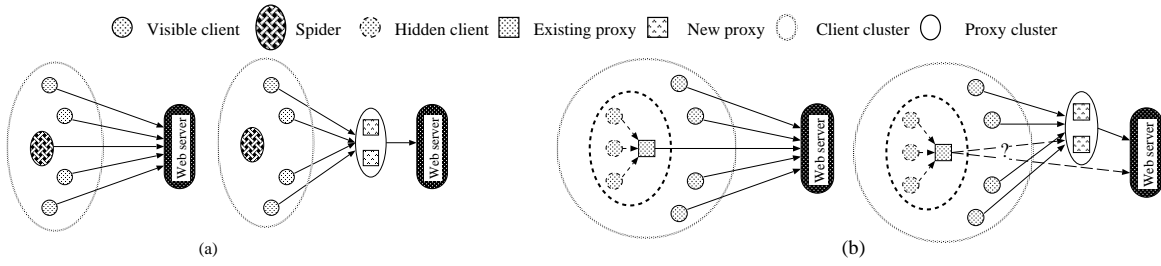 Visible client Spider Hidden client Existing proxy New proxy Client cluster Proxy cluster
Web server
Web server
(a)
Web server
?
Web server
(b)